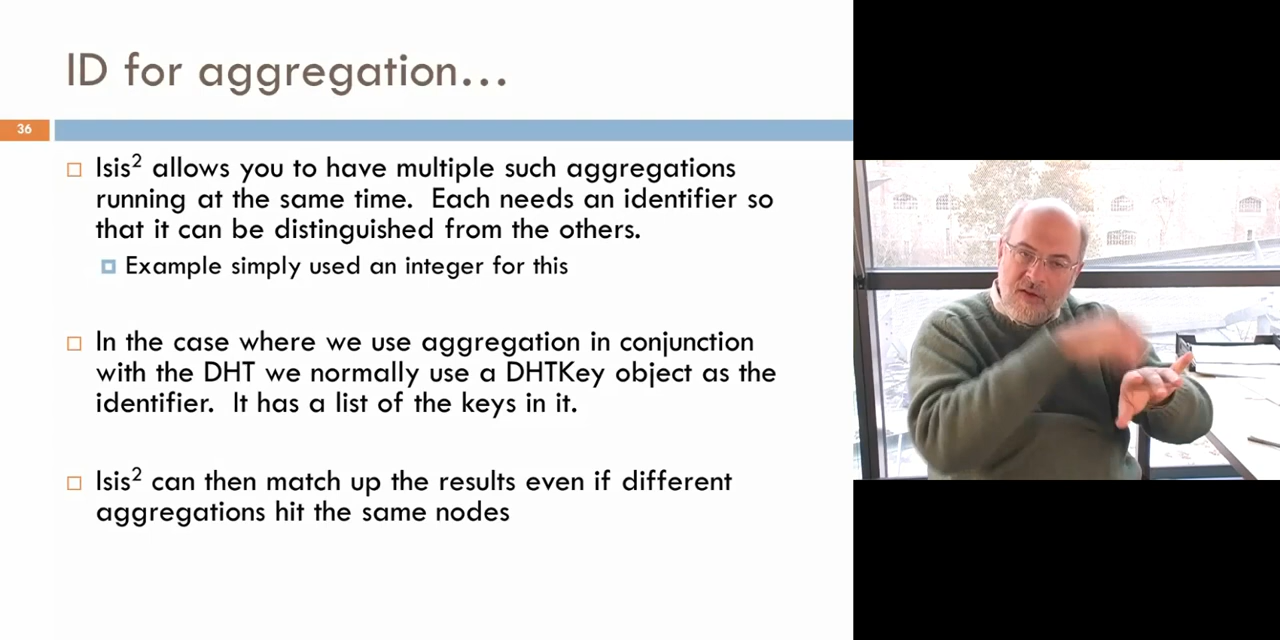 ID for aggregation...
36
Isis² allows you to have multiple such aggregations
running at the same time. Each needs an identifier so
that it can be distinguished from the others.
Example simply used an integer for this
In the case where we use aggregation in conjunction
with the DHT we normally use a DHTKey object as the
identifier. It has a list of the keys in it.
Isis² can then match up the results even if different
aggregations hit the same nodes